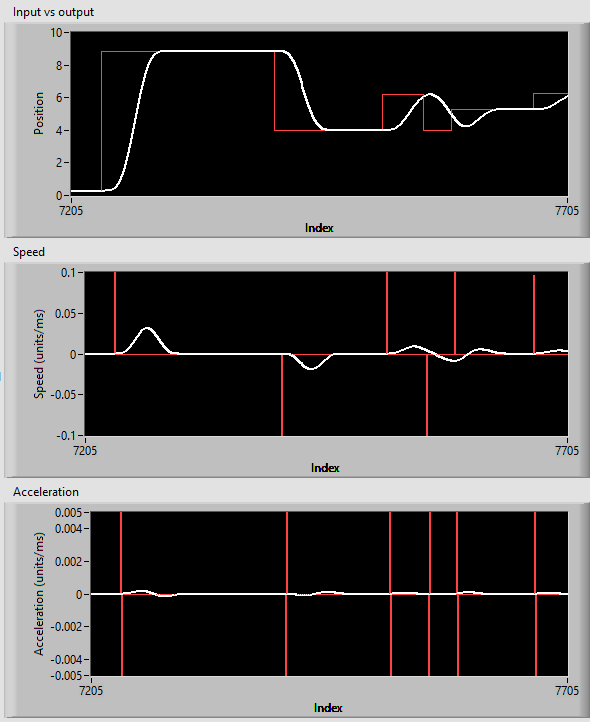 Input vs output
10
8
6
4
2
0
Position
7205 7705
Index
Speed
0.1
0.05
0
-0.05
-0.1
Speed (units/ms)
7205 7705
Index
Acceleration
0.005
0.004
0.002
0
-0.002
-0.004
-0.005
Acceleration (units/ms)
7205 7705
Index